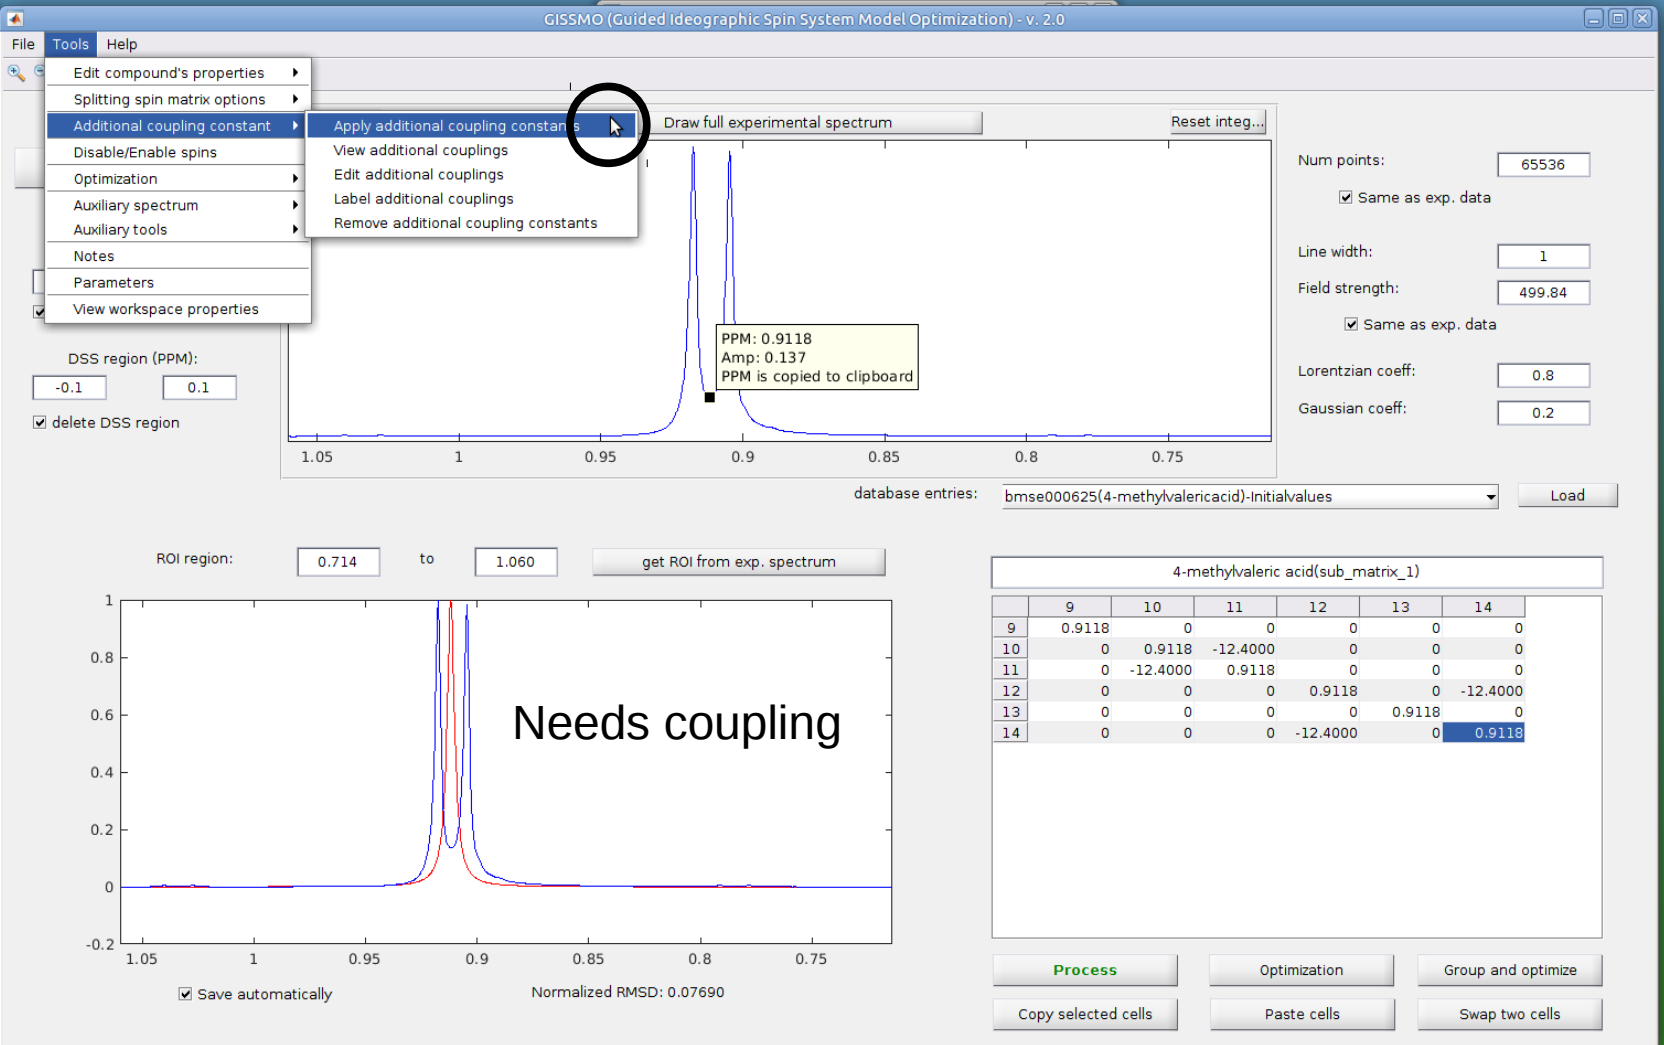 GISSMO (Guided Ideographic Spin System Model Optimization) - v. 2.0
File Tools Help
Edit compound's properties
Splitting spin matrix options
Additional coupling constant
Disable/Enable spins
Optimization
Auxiliary spectrum
Auxiliary tools
Notes
Parameters
View workspace properties
Apply additional coupling constants
View additional couplings
Edit additional couplings
Label additional couplings
Remove additional coupling constants
Draw full experimental spectrum
Reset integ...
PPM: 0.9118
Amp: 0.137
PPM is copied to clipboard
1.05 1 0.95 0.9 0.85 0.8 0.75
Num points: 65536
Same as exp. data
Line width: 1
Field strength: 499.84
Same as exp. data
Lorentzian coeff: 0.8
Gaussian coeff: 0.2
DSS region (PPM):
-0.1 0.1
delete DSS region
database entries: bmse000625(4-methylvalericacid)-Initialvalues Load
ROI region: 0.714 to 1.060 get ROI from exp. spectrum
1
0.8
0.6
0.4
0.2
0
-0.2
1.05 1 0.95 0.9 0.85 0.8 0.75
Needs coupling
Save automatically
Normalized RMSD: 0.07690
4-methylvaleric acid(sub_matrix_1)
9 10 11 12 13 14
9 0.9118 0 0 0 0 0
10 0 0.9118 -12.4000 0 0 0
11 0 -12.4000 0.9118 0 0 0
12 0 0 0 0.9118 0 -12.4000
13 0 0 0 0 0.9118 0
14 0 0 0 -12.4000 0 0.9118
Process Optimization Group and optimize
Copy selected cells Paste cells Swap two cells